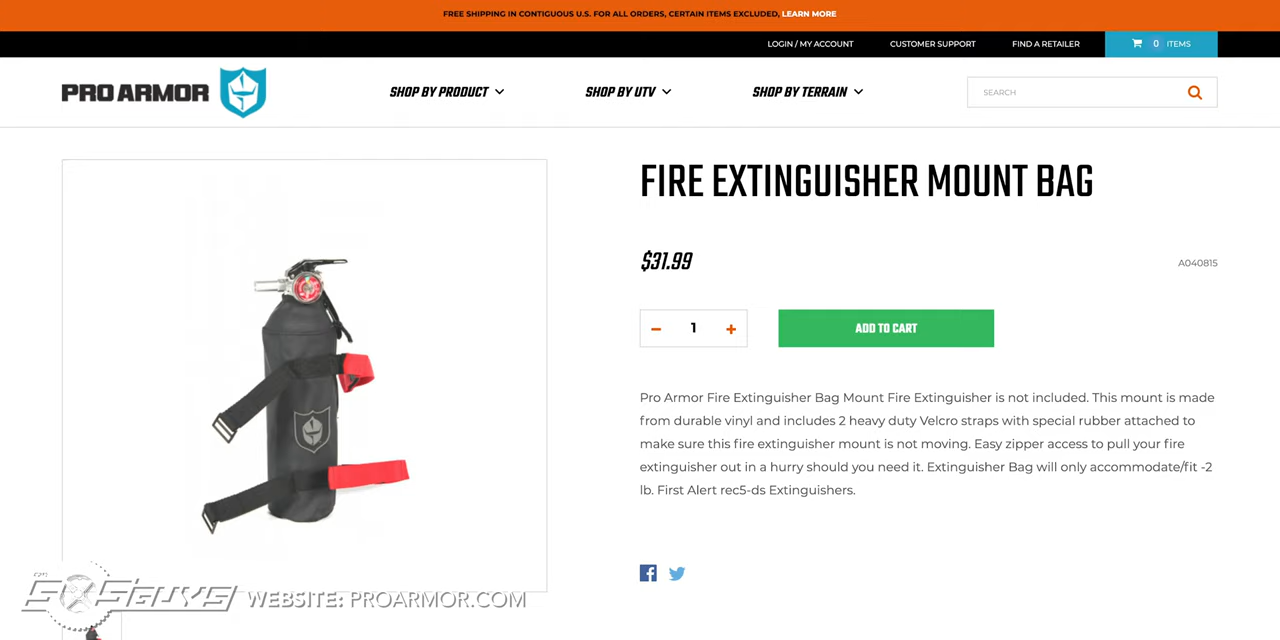 FREE SHIPPING IN CONTIGUOUS U.S. FOR ALL ORDERS, CERTAIN ITEMS EXCLUDED, LEARN MORE
LOGIN / MY ACCOUNT CUSTOMER SUPPORT FIND A RETAILER 0 ITEMS
PRO ARMOR SHOP BY PRODUCT SHOP BY UTV SHOP BY TERRAIN SEARCH
FIRE EXTINGUISHER MOUNT BAG
$31.99 A040815
1 ADD TO CART
Pro Armor Fire Extinguisher Bag Mount Fire Extinguisher is not included. This mount is made
from durable vinyl and includes 2 heavy duty Velcro straps with special rubber attached to
make sure this fire extinguisher mount is not moving. Easy zipper access to pull your fire
extinguisher out in a hurry should you need it. Extinguisher Bag will only accommodate/fit -2
lb. First Alert rec5-ds Extinguishers.
SXSGUYS WEBSITE: PROARMOR.COM